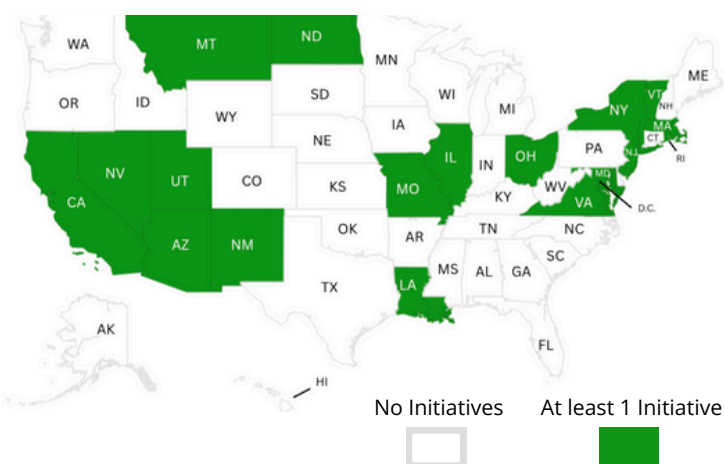 WA
MT
ND
MN
ME
OR
ID
SD
WI
MI
NY
VT
NH
WY
IA
MA
CT
NE
PA
NJ
RI
NV
UT
CO
IL
IN
OH
MD
CA
KS
MO
KY
WV
VA
D.C.
AZ
NM
OK
AR
TN
NC
SC
TX
LA
MS
AL
GA
AK
FL
HI
No Initiatives
At least 1 Initiative